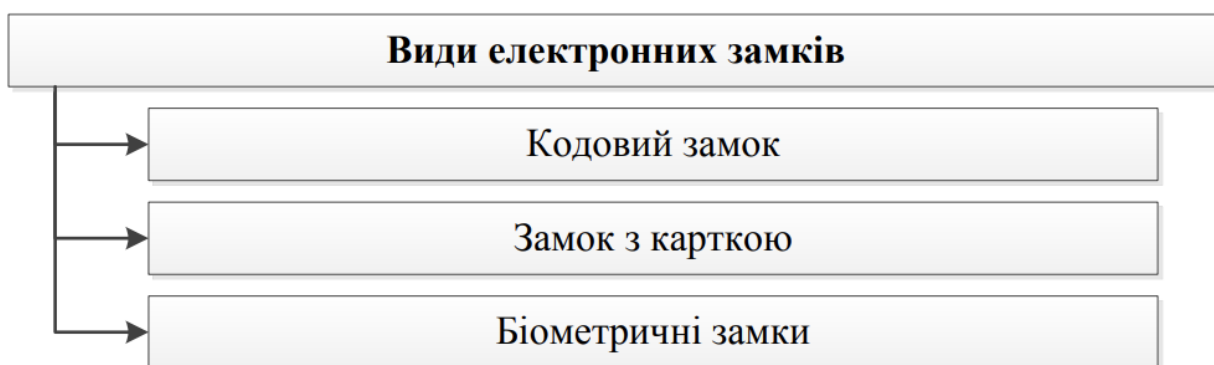 Види електронних замків
Кодовий замок
Замок з карткою
Біометричні замки